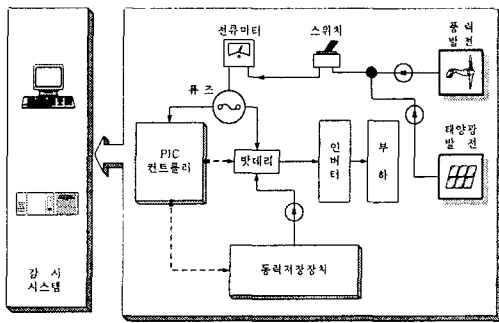 전류미터
스위치
풍력
발전
퓨즈
태양광
발전
PIC
컨트롤러
밧데리
인버터
부하
동력저장장치
감시
시스템